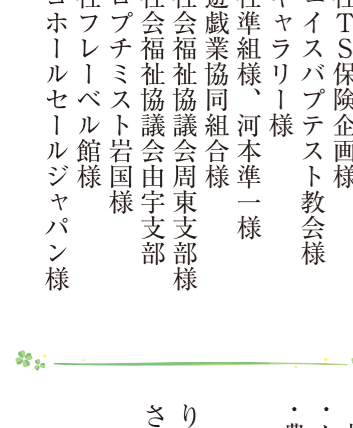 社ＴＳ保険企画様
イスバプテスト教会様
ャラリー様
社準組様、河本準一様
遊戯業協同組合様
社会福祉協議会周東支部様
社会福祉協議会由宇支部
ロプチミスト岩国様
社フレーベル館様
コホールセールジャパン様
・
・
り
さ